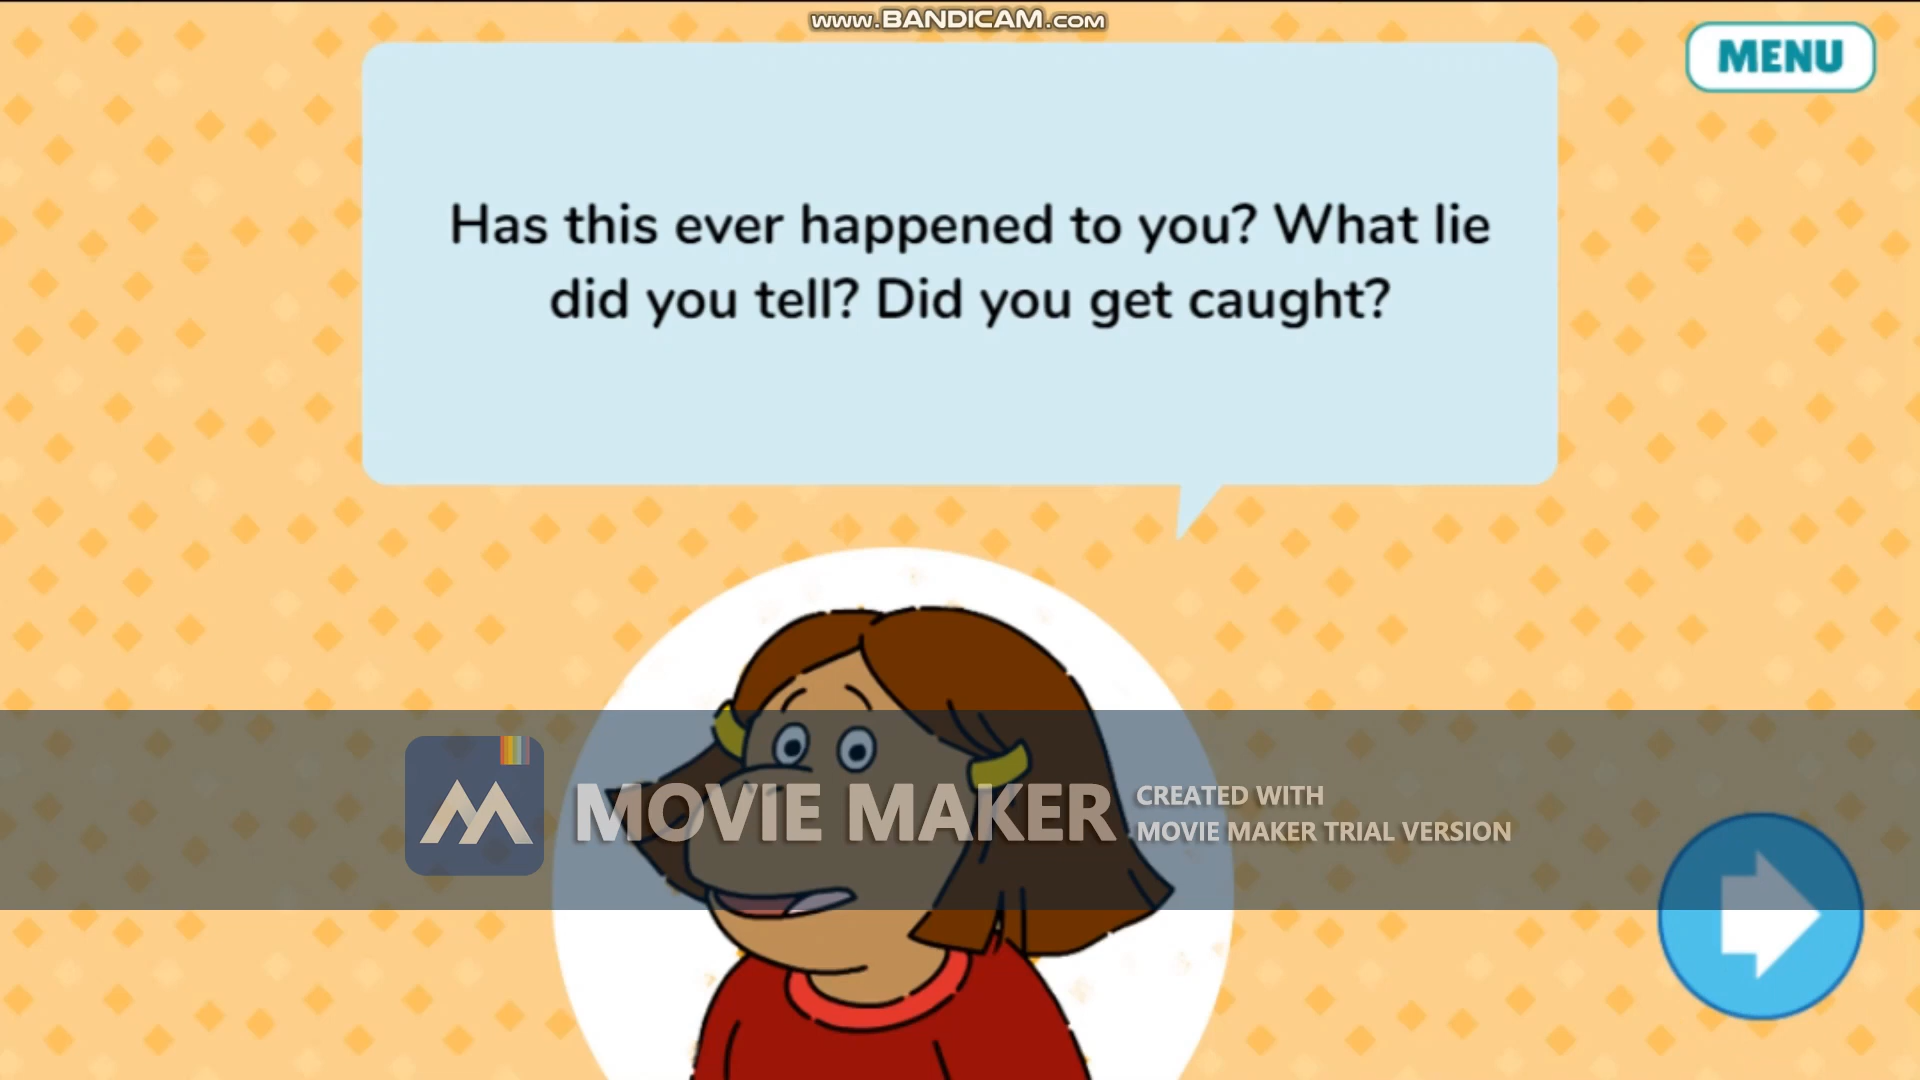 www.BANDICAM.com
MENU
Has this ever happened to you? What lie
did you tell? Did you get caught?
MOVIE MAKER
CREATED WITH
MOVIE MAKER TRIAL VERSION